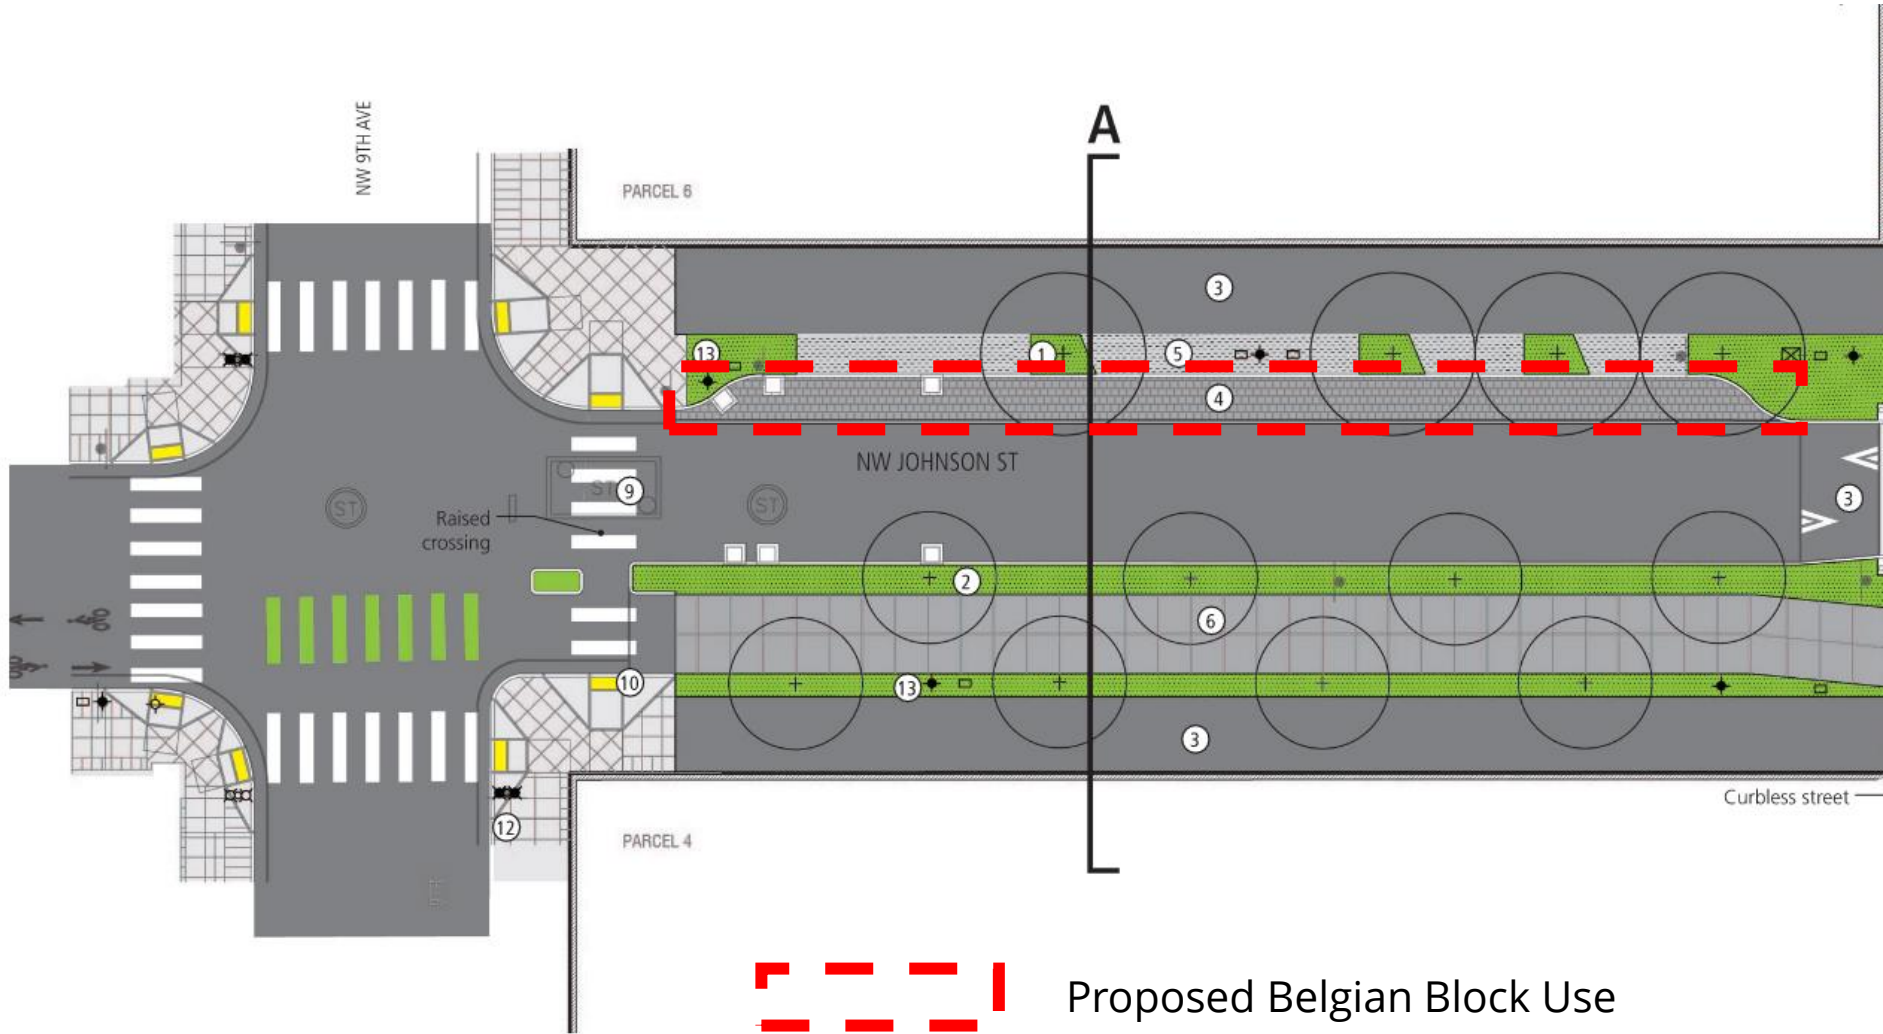 NW 9TH AVE
A
PARCEL 6
3
13
1
5
4
NW JOHNSON ST
ST
9
ST
ST
3
Raised
crossing
2
6
10
13
3
12
Curbless street
PARCEL 4
Proposed Belgian Block Use